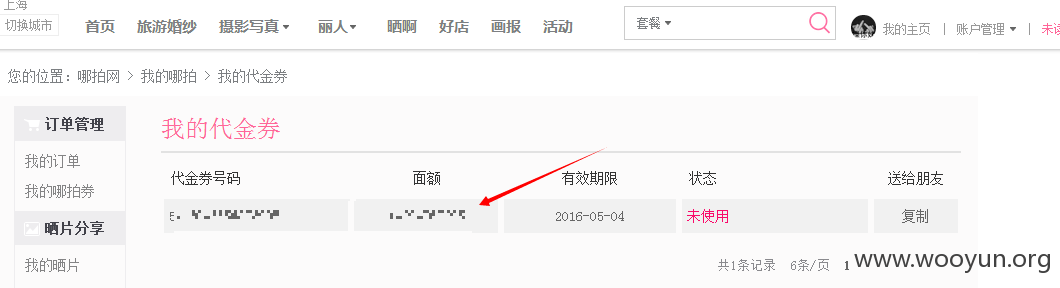 上海
切换城市
首页 旅游婚纱 摄影写真 丽人 晒啊 好店 画报 活动
套餐
我的主页 | 账户管理 | 未读
您的位置：哪拍网 > 我的哪拍 > 我的代金券
订单管理
我的订单
我的哪拍券
晒片分享
我的晒片
我的代金券
代金券号码 面额 有效期限 状态 送给朋友
2016-05-04 未使用 复制
共1条记录 6条/页 1
www.wooyun.org